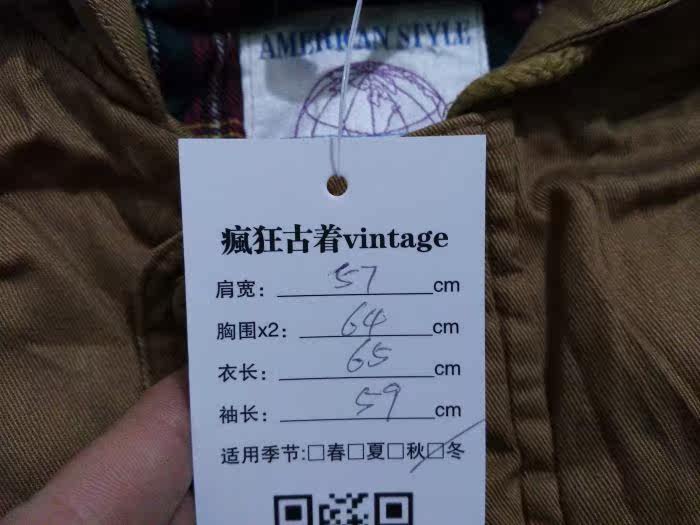 AMERICAN STYLE
瘋狂古着vintage
肩宽：57cm
胸围x2：64cm
衣长：65cm
袖长：59cm
适用季节:□春□夏□秋□冬